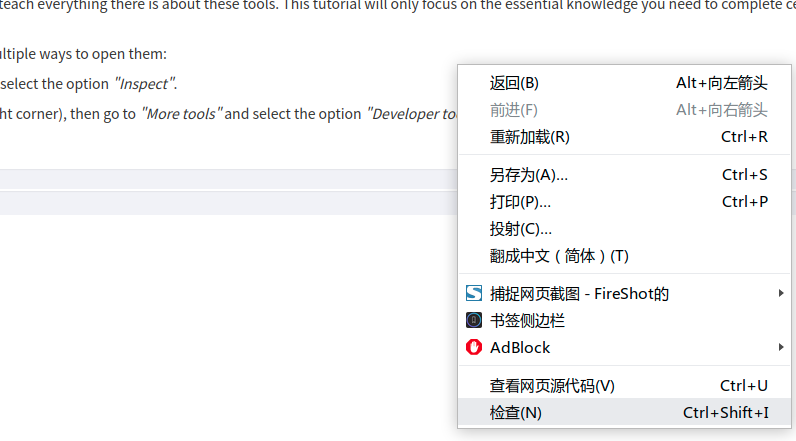 teach everything there is about these tools. This tutorial will only focus on the essential knowledge you need to complete ce
ultiple ways to open them:
select the option "Inspect".
ht corner), then go to "More tools" and select the option "Developer to
返回(B) Alt+向左箭头
前进(F) Alt+向右箭头
重新加载(R) Ctrl+R
另存为(A)... Ctrl+S
打印(P)... Ctrl+P
投射(C)...
翻成中文（简体）(T)
捕捉网页截图 - FireShot的
书签侧边栏
AdBlock
查看网页源代码(V) Ctrl+U
检查(N) Ctrl+Shift+I